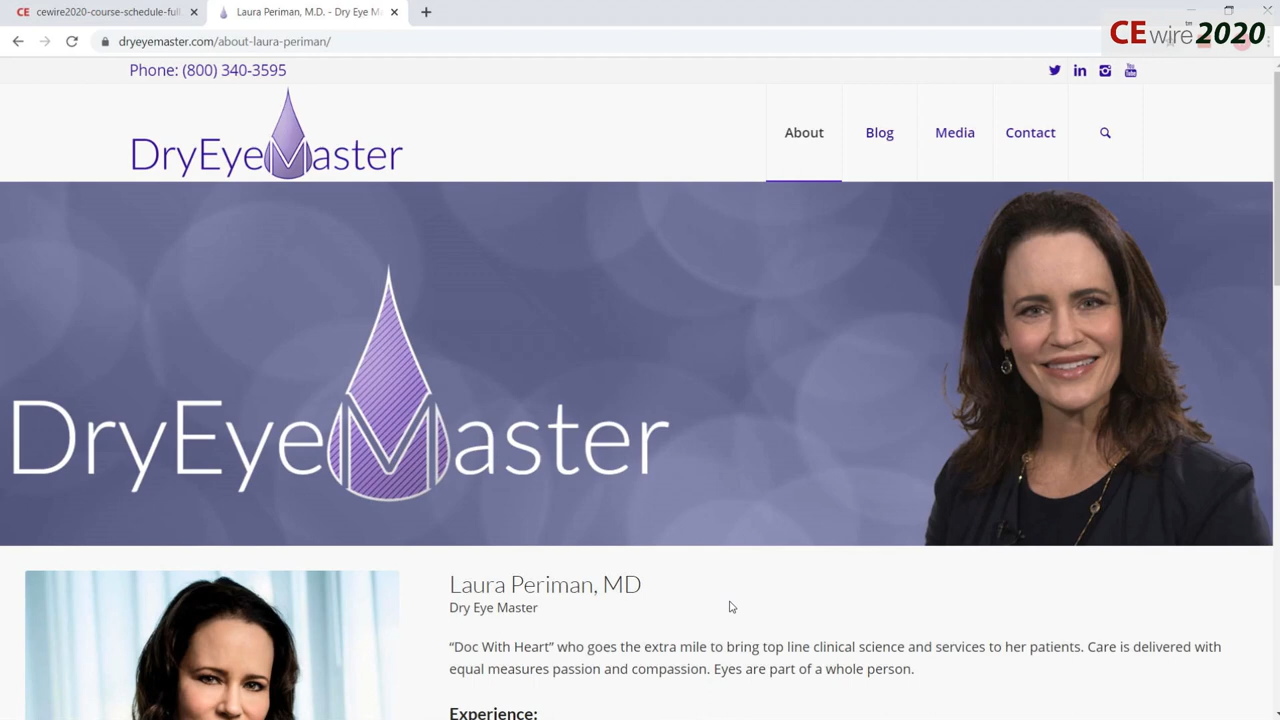 cewire2020-course-schedule-full
Laura Periman, M.D. - Dry Eye M
dryeyemaster.com/about-laura-periman/
CEwire™2020
Phone: (800) 340-3595
You
Tube
DryEyeMaster
About
Blog
Media
Contact
DryEyeMaster
Laura Periman, MD
Dry Eye Master
“Doc With Heart” who goes the extra mile to bring top line clinical science and services to her patients. Care is delivered with
equal measures passion and compassion. Eyes are part of a whole person.
Experience: